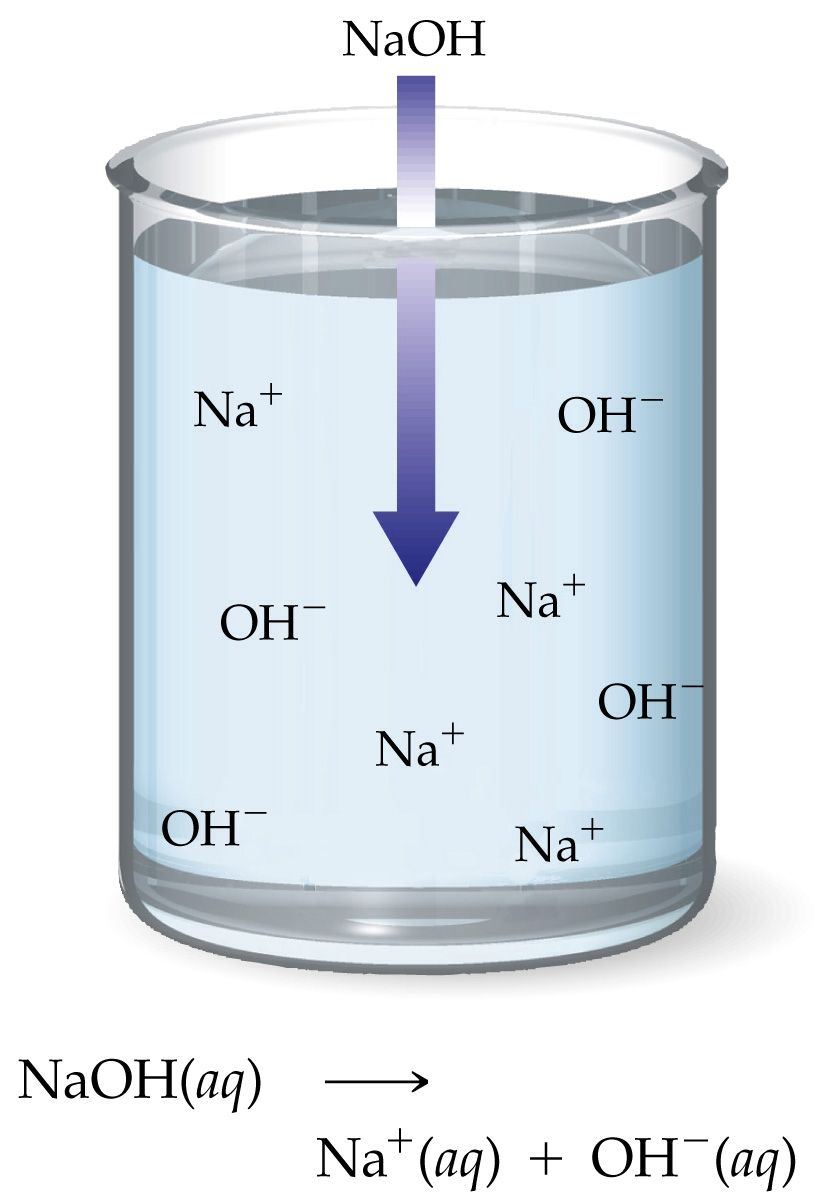 NaOH
Na⁺
OH⁻
OH⁻
Na⁺
OH⁻
Na⁺
OH⁻
Na⁺
NaOH(aq) ⟶
Na⁺(aq) + OH⁻(aq)